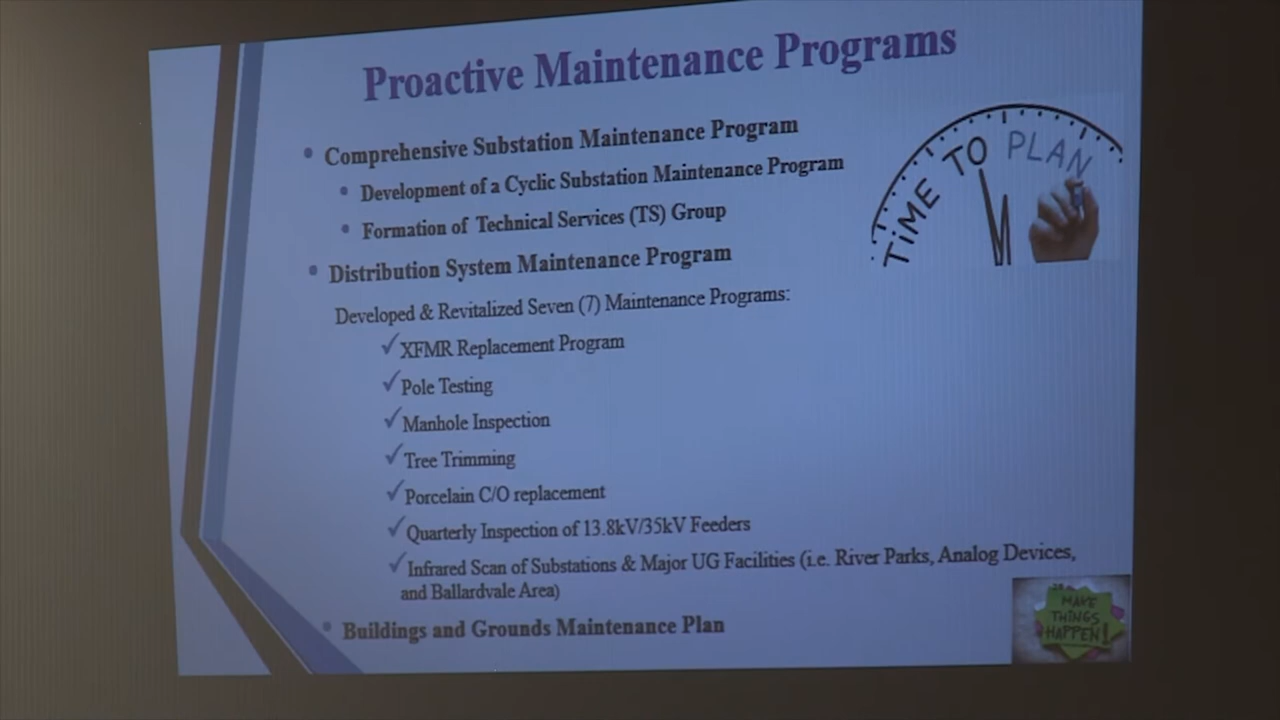 Proactive Maintenance Programs
Comprehensive Substation Maintenance Program
Development of a Cyclic Substation Maintenance Program
Formation of Technical Services (TS) Group
Distribution System Maintenance Program
Developed & Revitalized Seven (7) Maintenance Programs:
XFMR Replacement Program
Pole Testing
Manhole Inspection
Tree Trimming
Porcelain C/O replacement
Quarterly Inspection of 13.8kV/35kV Feeders
Infrared Scan of Substations & Major UG Facilities (i.e. River Parks, Analog Devices,
and Ballardvale Area)
Buildings and Grounds Maintenance Plan
TiME TO PLAN
MAKE
THINGS
HAPPEN!